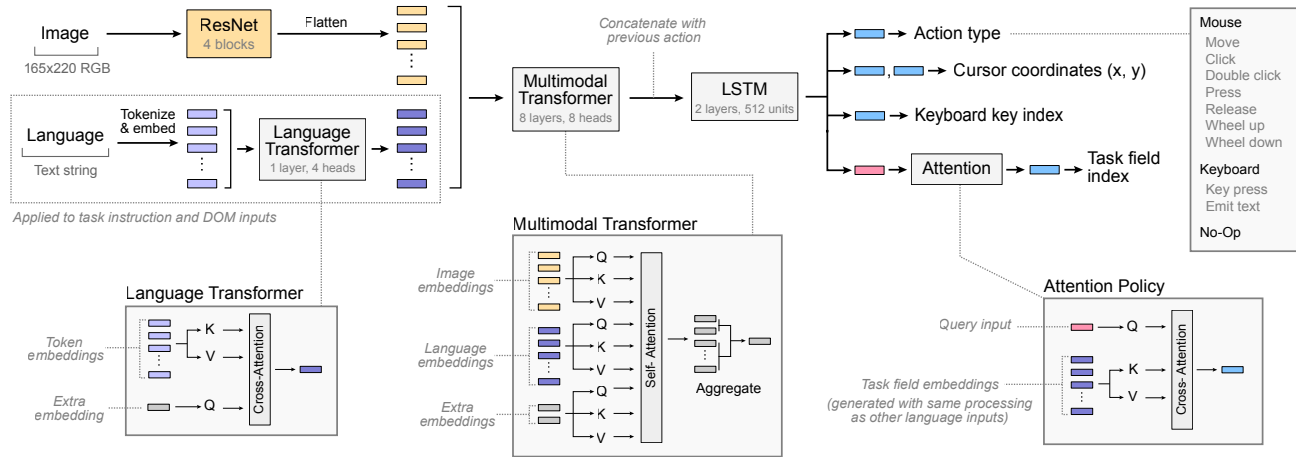 Image
165x220 RGB
ResNet
4 blocks
Flatten
Language
Text string
Tokenize
& embed
Language
Transformer
1 layer, 4 heads
Applied to task instruction and DOM inputs
Multimodal
Transformer
8 layers, 8 heads
Concatenate with
previous action
LSTM
2 layers, 512 units
Action type
,
Cursor coordinates (x, y)
Keyboard key index
Attention
Task field
index
Mouse
Move
Click
Double click
Press
Release
Wheel up
Wheel down
Keyboard
Key press
Emit text
No-Op
Language Transformer
Token
embeddings
Extra
embedding
K
V
Q
Cross-Attention
Multimodal Transformer
Image
embeddings
Language
embeddings
Extra
embeddings
Q
K
V
Q
K
V
Q
K
V
Self- Attention
Aggregate
Attention Policy
Query input
Task field embeddings
(generated with same processing
as other language inputs)
Q
K
V
Cross- Attention